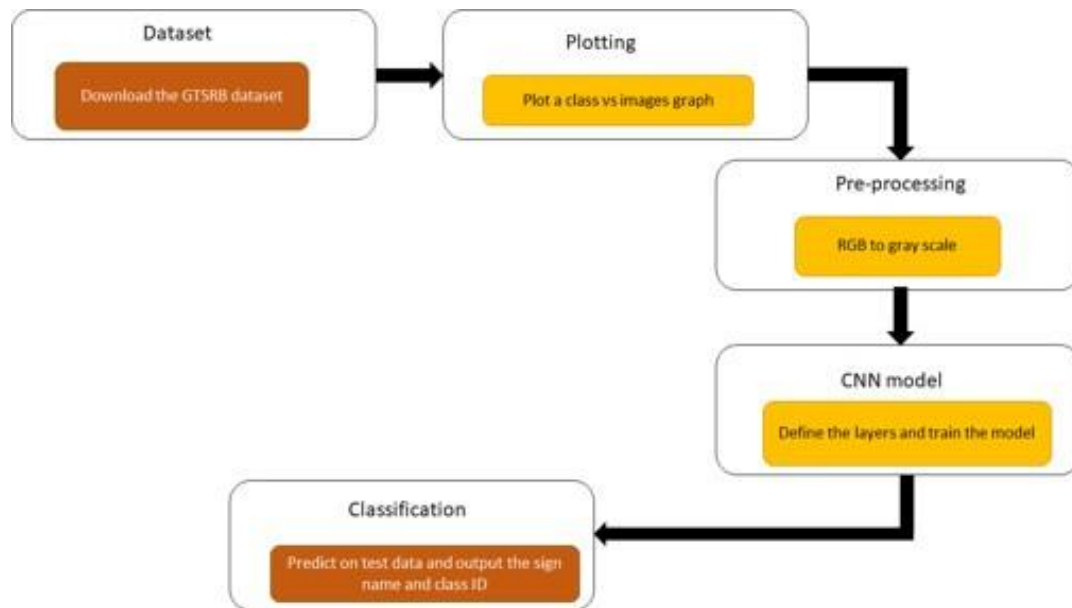 Dataset
Download the GTSRB dataset
Plotting
Plot a class vs images graph
Pre-processing
RGB to gray scale
CNN model
Define the layers and train the model
Classification
Predict on test data and output the sign
name and class ID